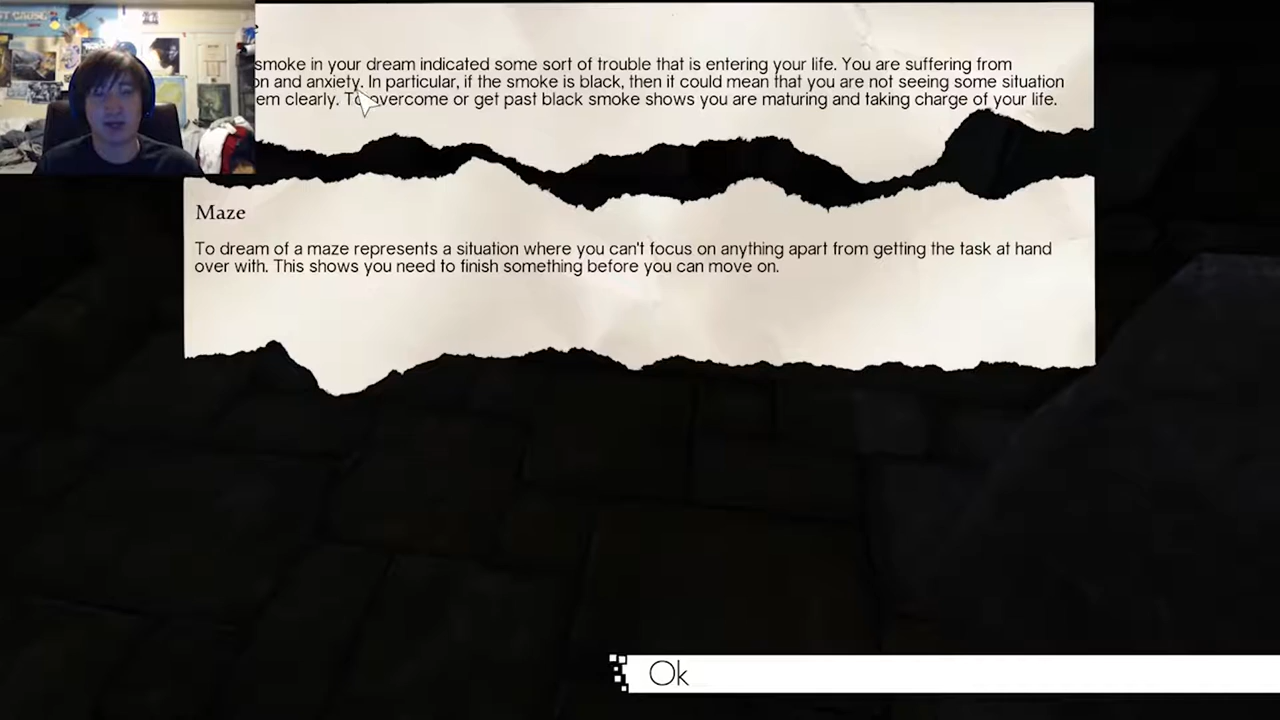 smoke in your dream indicated some sort of trouble that is entering your life. You are suffering from
on and anxiety. In particular, if the smoke is black, then it could mean that you are not seeing some situation
em clearly. To overcome or get past black smoke shows you are maturing and taking charge of your life.
Maze
To dream of a maze represents a situation where you can't focus on anything apart from getting the task at hand
over with. This shows you need to finish something before you can move on.
Ok